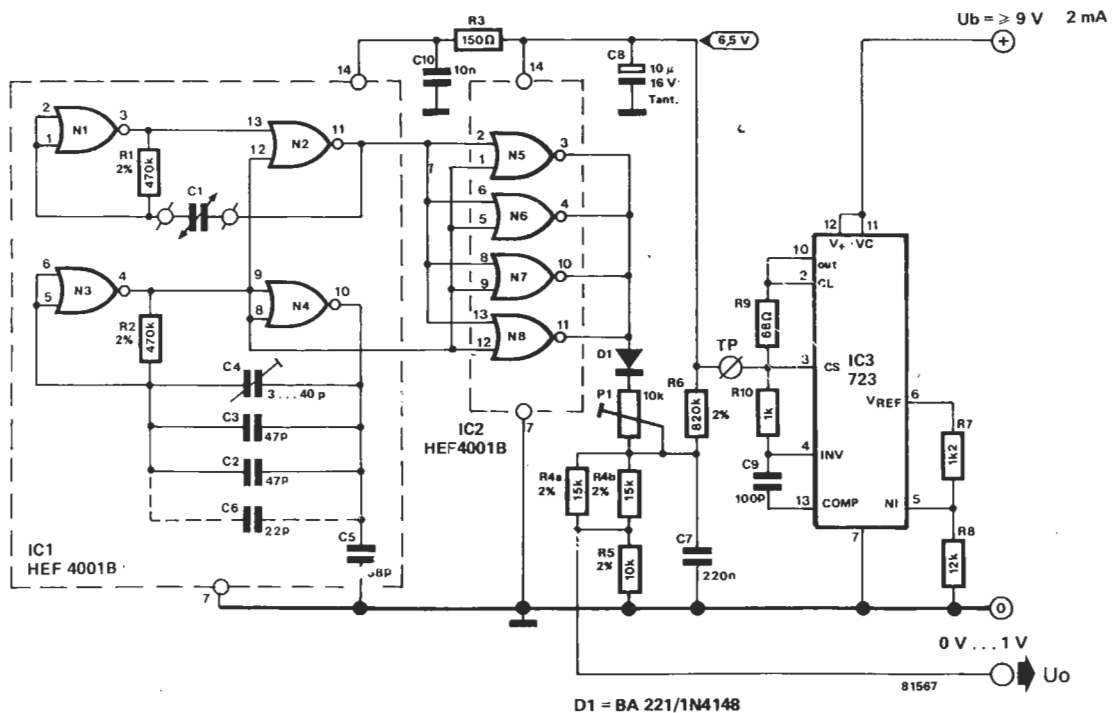 Ub = ≥ 9 V 2 mA
+
R3
150Ω
6,5 V
C10
10n
14
14
C8
10 µ
16 V
Tant.
2
1
N1
3
13
12
N2
11
R1
2%
470k
C1
2
1
N5
3
6
5
N6
4
8
9
N7
10
13
12
N8
11
6
5
N3
4
9
8
N4
10
R2
2%
470k
C4
3 ... 40 p
C3
47p
C2
47p
C6
22p
C5
IC1
HEF 4001B
7
7
IC2
HEF4001B
D1
P1
10k
R6
820k
2%
TP
R4a
2%
15k
R4b
2%
15k
R5
2%
10k
C7
220n
12
11
V+
VC
10
out
2
CL
R9
68Ω
3
CS
IC3
723
R10
1k
VREF
6
R7
1k2
4
INV
C9
100p
13
COMP
NI
5
7
R8
12k
0
0 V ... 1 V
Uo
81567
D1 = BA 221/1N4148